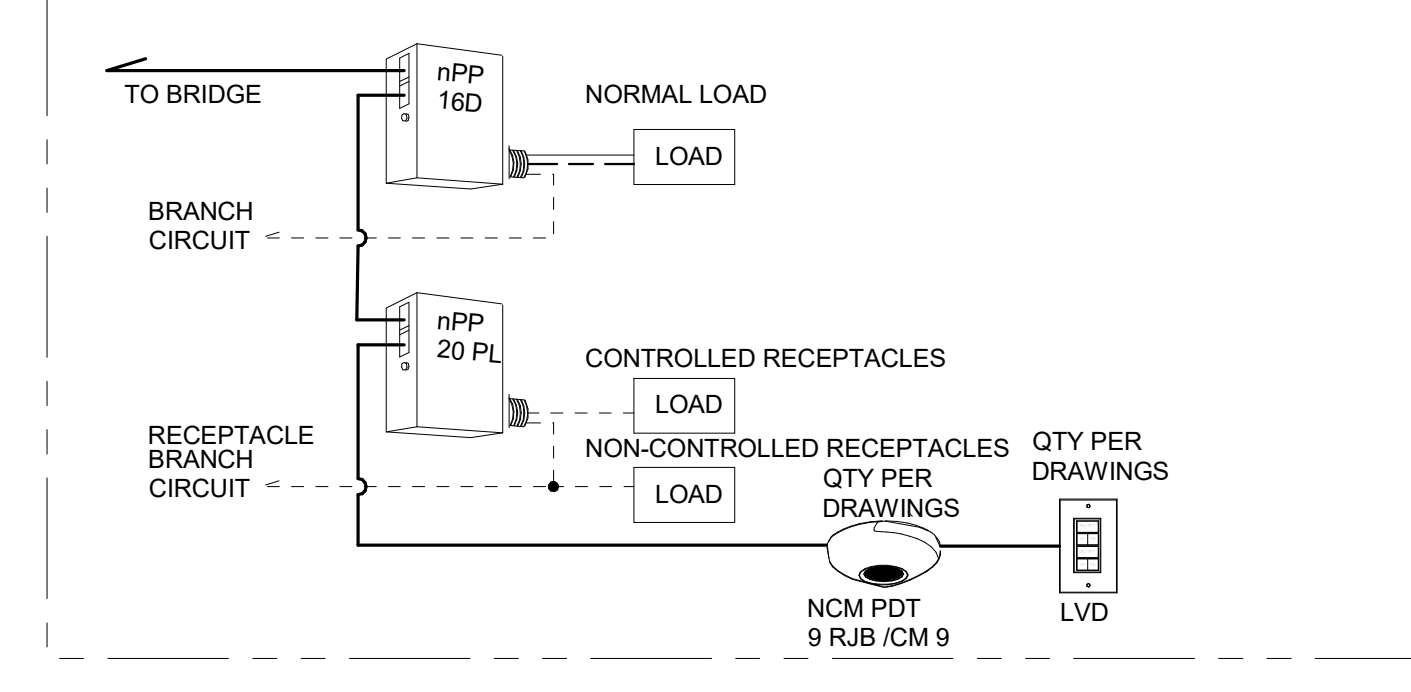 nPP
16D
TO BRIDGE
NORMAL LOAD
LOAD
BRANCH
CIRCUIT
nPP
20 PL
CONTROLLED RECEPTACLES
LOAD
RECEPTACLE
BRANCH
CIRCUIT
NON-CONTROLLED RECEPTACLES
LOAD
QTY PER
DRAWINGS
QTY PER
DRAWINGS
NCM PDT
9 RJB /CM 9
LVD